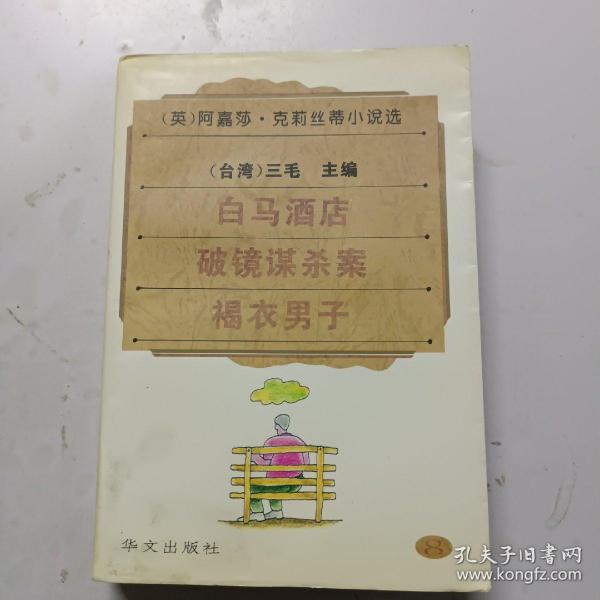 （英）阿嘉莎·克莉丝蒂小说选
（台湾）三毛 主编
白马酒店
破镜谋杀案
褐衣男子
华文出版社
8
孔夫子旧书网
www.kongfz.com